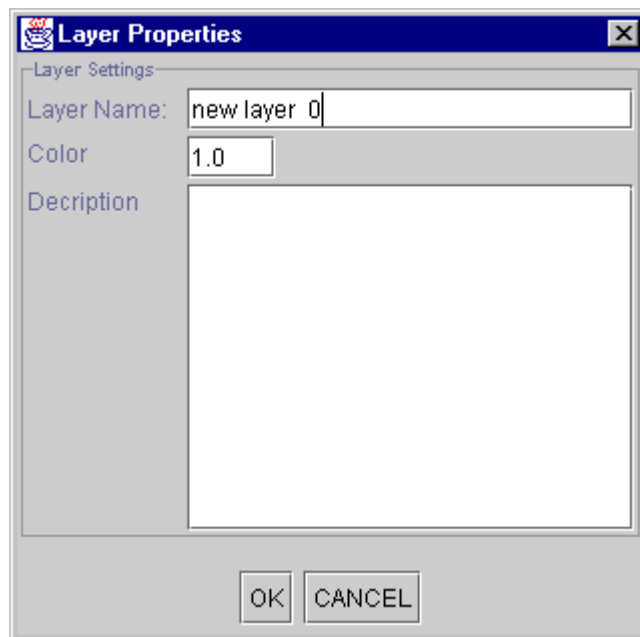 Layer Properties
Layer Settings
Layer Name: new layer  0
Color 1.0
Decription
OK CANCEL